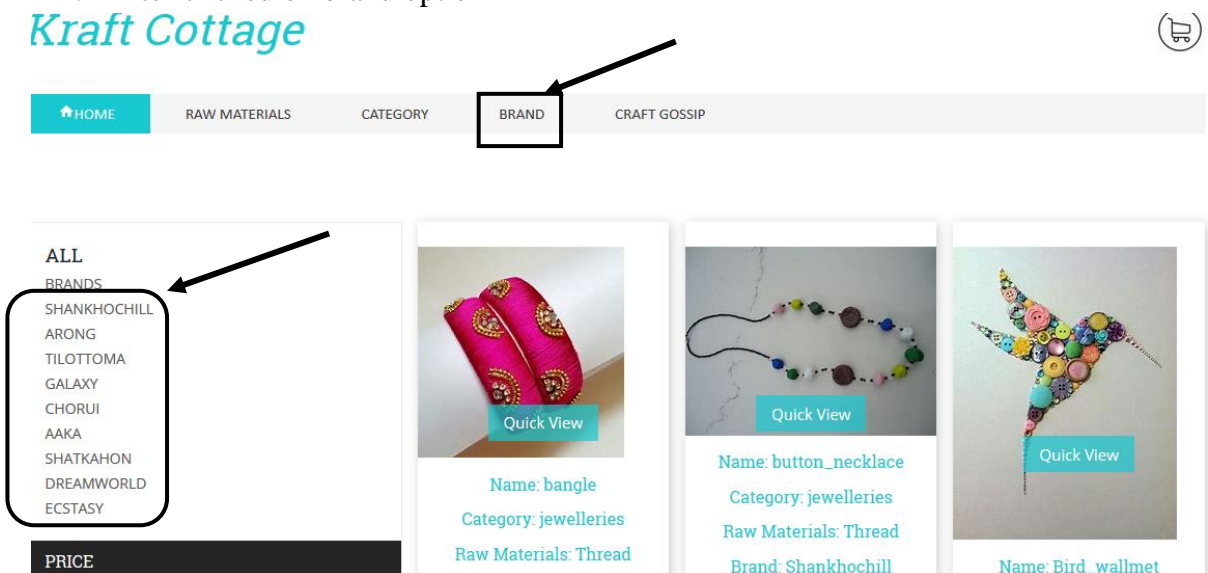 Kraft Cottage
HOME RAW MATERIALS CATEGORY BRAND CRAFT GOSSIP
ALL
BRANDS
SHANKHOCHILL
ARONG
TILOTTOMA
GALAXY
CHORUI
AAKA
SHATKAHON
DREAMWORLD
ECSTASY
PRICE
Quick View
Name: bangle
Category: jewelleries
Raw Materials: Thread
Quick View
Name: button_necklace
Category: jewelleries
Raw Materials: Thread
Brand: Shankhochill
Quick View
Name: Bird_wallmet